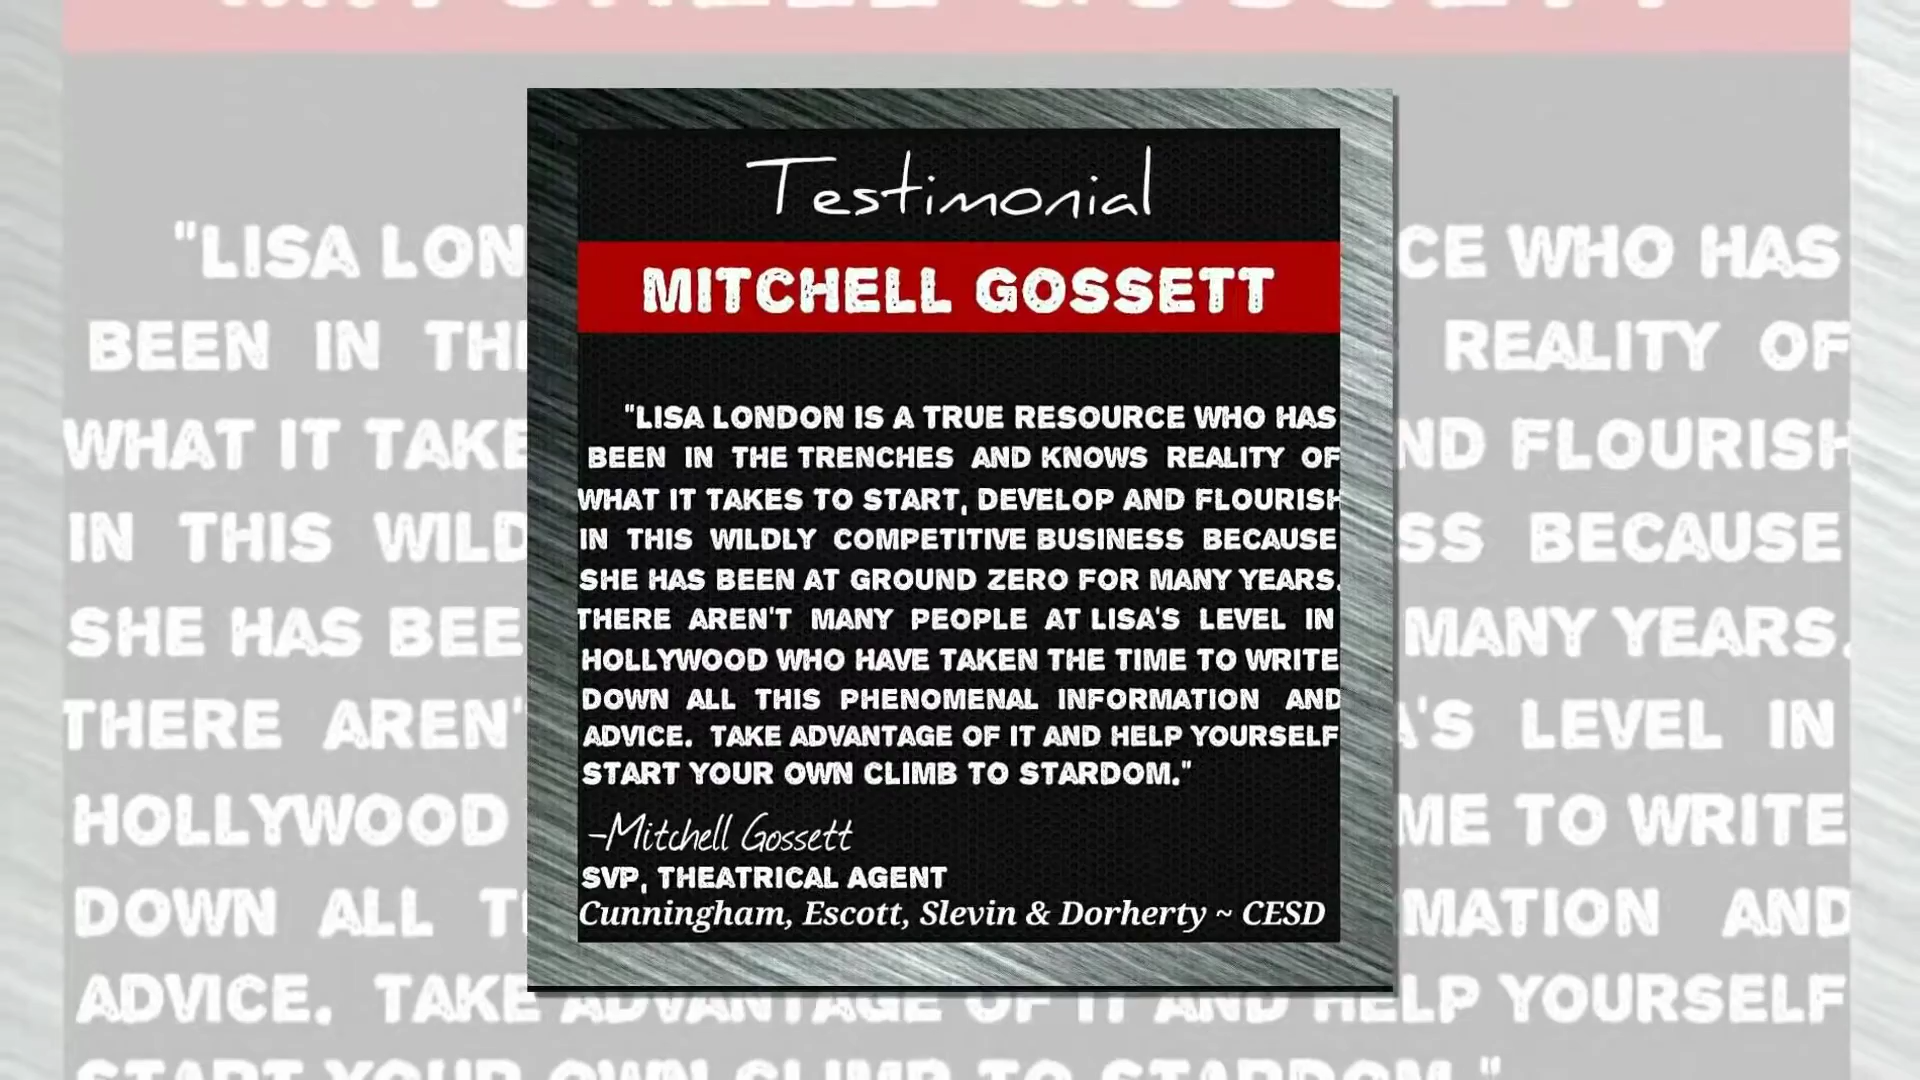 Testimonial
MITCHELL GOSSETT
"LISA LONDON IS A TRUE RESOURCE WHO HAS
BEEN IN THE TRENCHES AND KNOWS REALITY OF
WHAT IT TAKES TO START, DEVELOP AND FLOURISH
IN THIS WILDLY COMPETITIVE BUSINESS BECAUSE
SHE HAS BEEN AT GROUND ZERO FOR MANY YEARS.
THERE AREN'T MANY PEOPLE AT LISA'S LEVEL IN
HOLLYWOOD WHO HAVE TAKEN THE TIME TO WRITE
DOWN ALL THIS PHENOMENAL INFORMATION AND
ADVICE. TAKE ADVANTAGE OF IT AND HELP YOURSELF
START YOUR OWN CLIMB TO STARDOM."
-Mitchell Gossett
SVP, THEATRICAL AGENT
Cunningham, Escott, Slevin & Dorherty ~ CESD